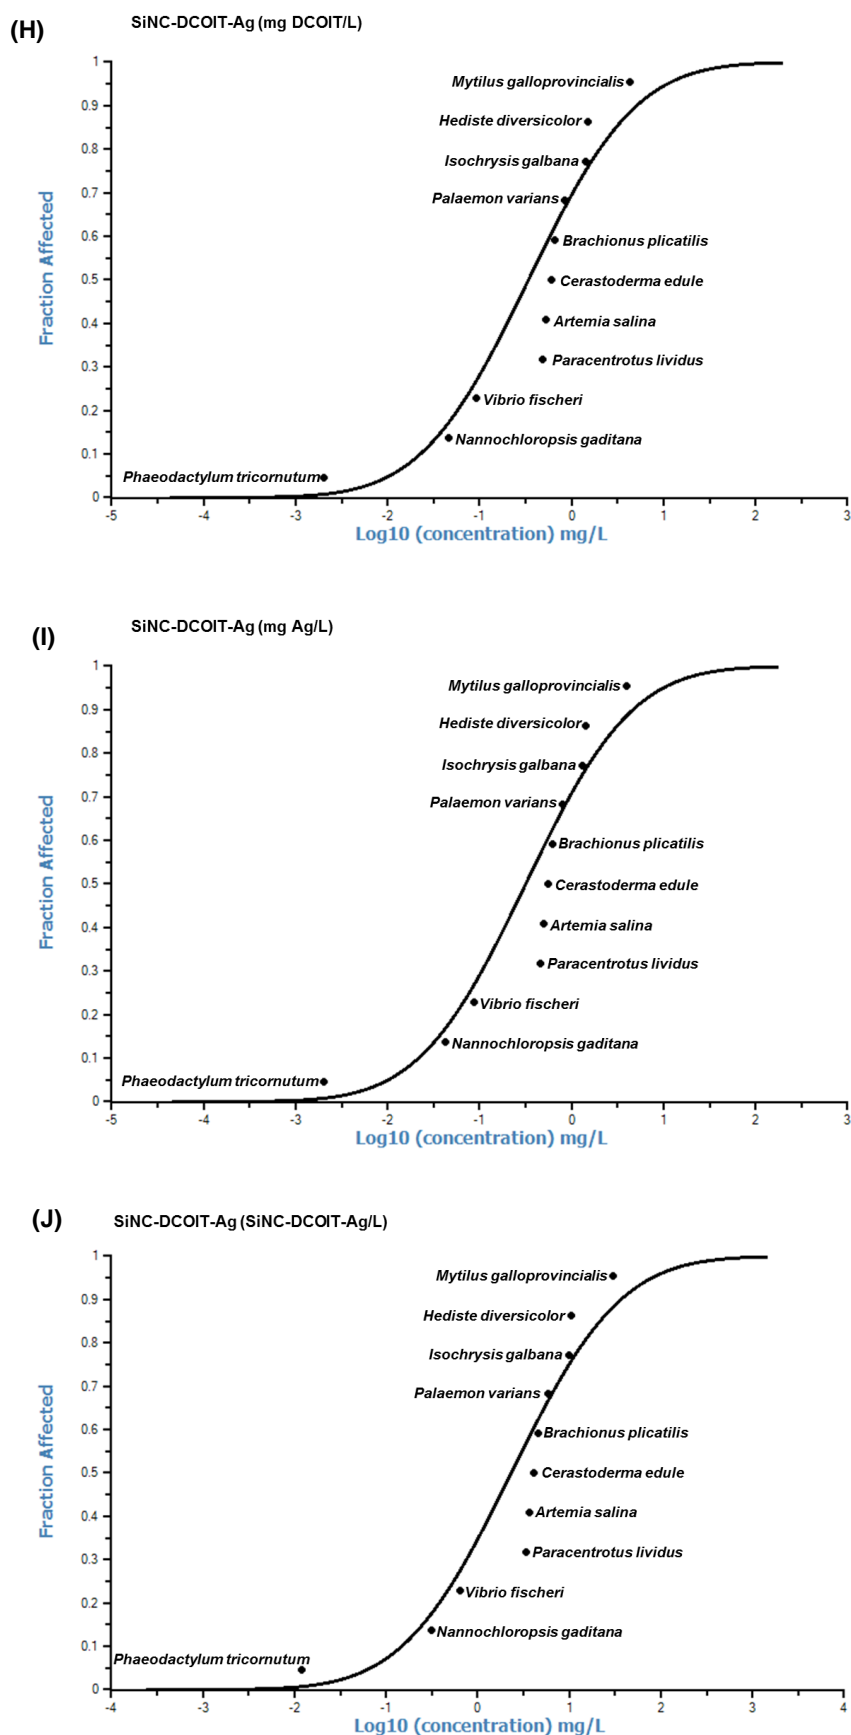 (H)
SiNC-DCOIT-Ag (mg DCOIT/L)
1
Mytilus galloprovincialis
0.9
Hediste diversicolor
0.8
Isochrysis galbana
0.7
Palaemon varians
0.6
Brachionus plicatilis
0.5
Cerastoderma edule
0.4
Artemia salina
0.3
Paracentrotus lividus
0.2
Vibrio fischeri
0.1
Nannochloropsis gaditana
Phaeodactylum tricornutum
0
Fraction Affected
-5 -4 -3 -2 -1 0 1 2 3
Log10 (concentration) mg/L
(I)
SiNC-DCOIT-Ag (mg Ag/L)
1
Mytilus galloprovincialis
0.9
Hediste diversicolor
0.8
Isochrysis galbana
0.7
Palaemon varians
0.6
Brachionus plicatilis
0.5
Cerastoderma edule
0.4
Artemia salina
0.3
Paracentrotus lividus
0.2
Vibrio fischeri
0.1
Nannochloropsis gaditana
Phaeodactylum tricornutum
0
Fraction Affected
-5 -4 -3 -2 -1 0 1 2 3
Log10 (concentration) mg/L
(J)
SiNC-DCOIT-Ag (SiNC-DCOIT-Ag/L)
1
Mytilus galloprovincialis
0.9
Hediste diversicolor
0.8
Isochrysis galbana
0.7
Palaemon varians
0.6
Brachionus plicatilis
0.5
Cerastoderma edule
0.4
Artemia salina
0.3
Paracentrotus lividus
0.2
Vibrio fischeri
0.1
Nannochloropsis gaditana
Phaeodactylum tricornutum
0
Fraction Affected
-4 -3 -2 -1 0 1 2 3 4
Log10 (concentration) mg/L